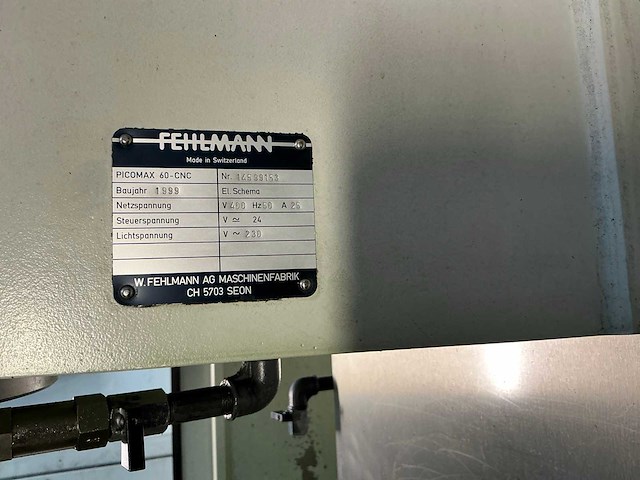 FEHLMANN
Made in Switzerland
PICOMAX 60-CNC Nr.
Baujahr 1999 El. Schema
Netzspannung V 400 Hz 50 A 25
Steuerspannung V ≃ 24
Lichtspannung V ~ 230
W. FEHLMANN AG MASCHINENFABRIK
CH 5703 SEON